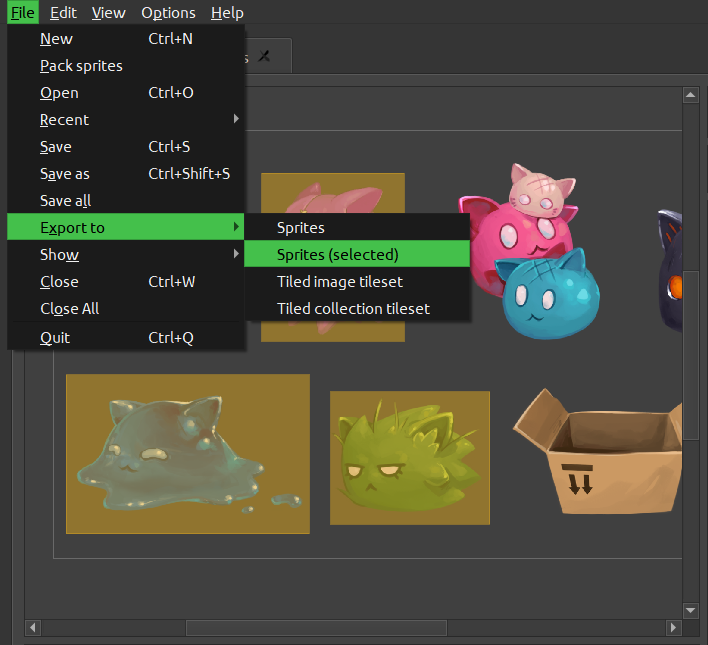 File Edit View Options Help
New Ctrl+N
s
Pack sprites
Open Ctrl+O
Recent
Save Ctrl+S
Save as Ctrl+Shift+S
Save all
Export to
Sprites
Show
Sprites (selected)
Close Ctrl+W
Tiled image tileset
Close All
Tiled collection tileset
Quit Ctrl+Q